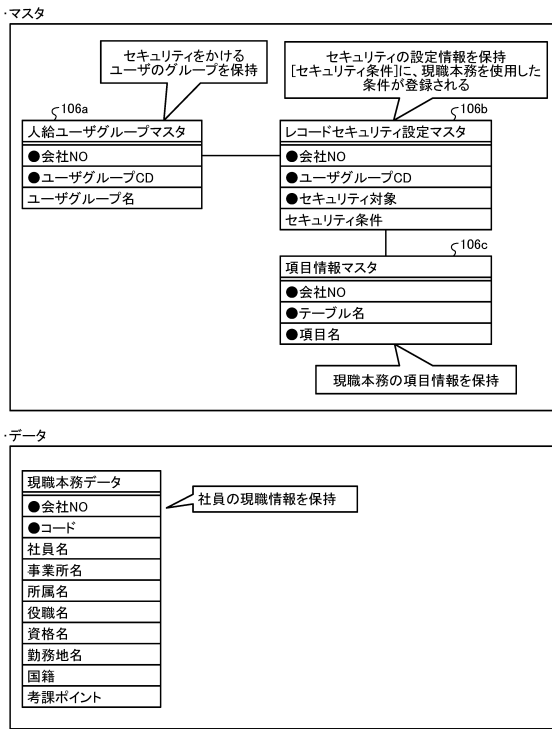 ・マスタ
セキュリティをかける
ユーザのグループを保持
セキュリティの設定情報を保持
[セキュリティ条件]に、現職本務を使用した
条件が登録される
106a
人給ユーザグループマスタ
●会社NO
●ユーザグループCD
ユーザグループ名
106b
レコードセキュリティ設定マスタ
●会社NO
●ユーザグループCD
●セキュリティ対象
セキュリティ条件
106c
項目情報マスタ
●会社NO
●テーブル名
●項目名
現職本務の項目情報を保持
・データ
現職本務データ
●会社NO
●コード
社員名
事業所名
所属名
役職名
資格名
勤務地名
国籍
考課ポイント
社員の現職情報を保持